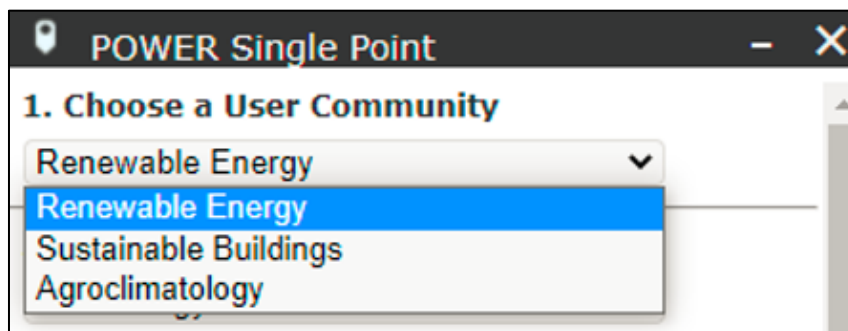 POWER Single Point
1. Choose a User Community
Renewable Energy
Renewable Energy
Sustainable Buildings
Agroclimatology